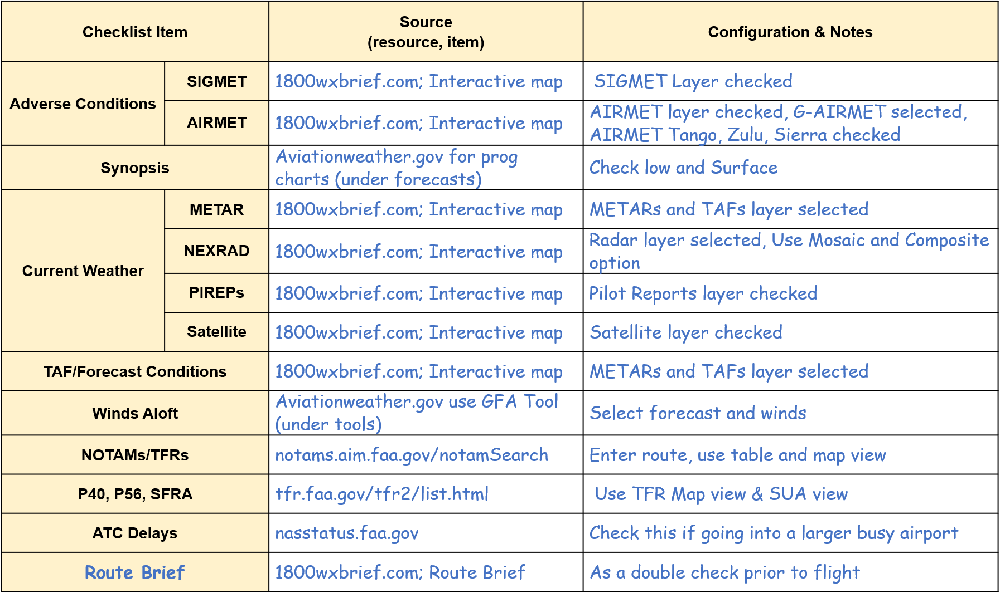 Checklist Item
Source
(resource, item)
Configuration & Notes
Adverse Conditions
SIGMET
1800wxbrief.com; Interactive map
SIGMET Layer checked
AIRMET
1800wxbrief.com; Interactive map
AIRMET layer checked, G-AIRMET selected,
AIRMET Tango, Zulu, Sierra checked
Synopsis
Aviationweather.gov for prog
charts (under forecasts)
Check low and Surface
Current Weather
METAR
1800wxbrief.com; Interactive map
METARs and TAFs layer selected
NEXRAD
1800wxbrief.com; Interactive map
Radar layer selected, Use Mosaic and Composite
option
PIREPs
1800wxbrief.com; Interactive map
Pilot Reports layer checked
Satellite
1800wxbrief.com; Interactive map
Satellite layer checked
TAF/Forecast Conditions
1800wxbrief.com; Interactive map
METARs and TAFs layer selected
Winds Aloft
Aviationweather.gov use GFA Tool
(under tools)
Select forecast and winds
NOTAMs/TFRs
notams.aim.faa.gov/notamSearch
Enter route, use table and map view
P40, P56, SFRA
tfr.faa.gov/tfr2/list.html
Use TFR Map view & SUA view
ATC Delays
nasstatus.faa.gov
Check this if going into a larger busy airport
Route Brief
1800wxbrief.com; Route Brief
As a double check prior to flight